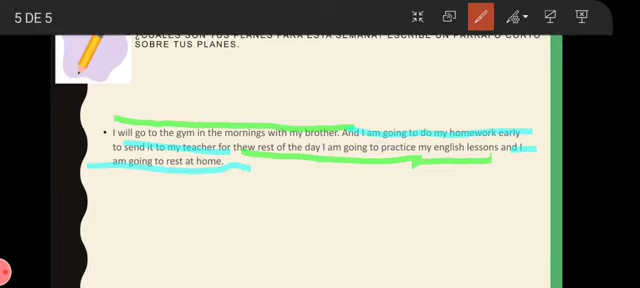 5 DE 5
¿CUÁLES SON TUS PLANES PARA ESTA SEMANA? ESCRIBE UN PÁRRAFO CORTO
SOBRE TUS PLANES.
• I will go to the gym in the mornings with my brother. And I am going to do my homework early
to send it to my teacher for thew rest of the day I am going to practice my english lessons and I
am going to rest at home.